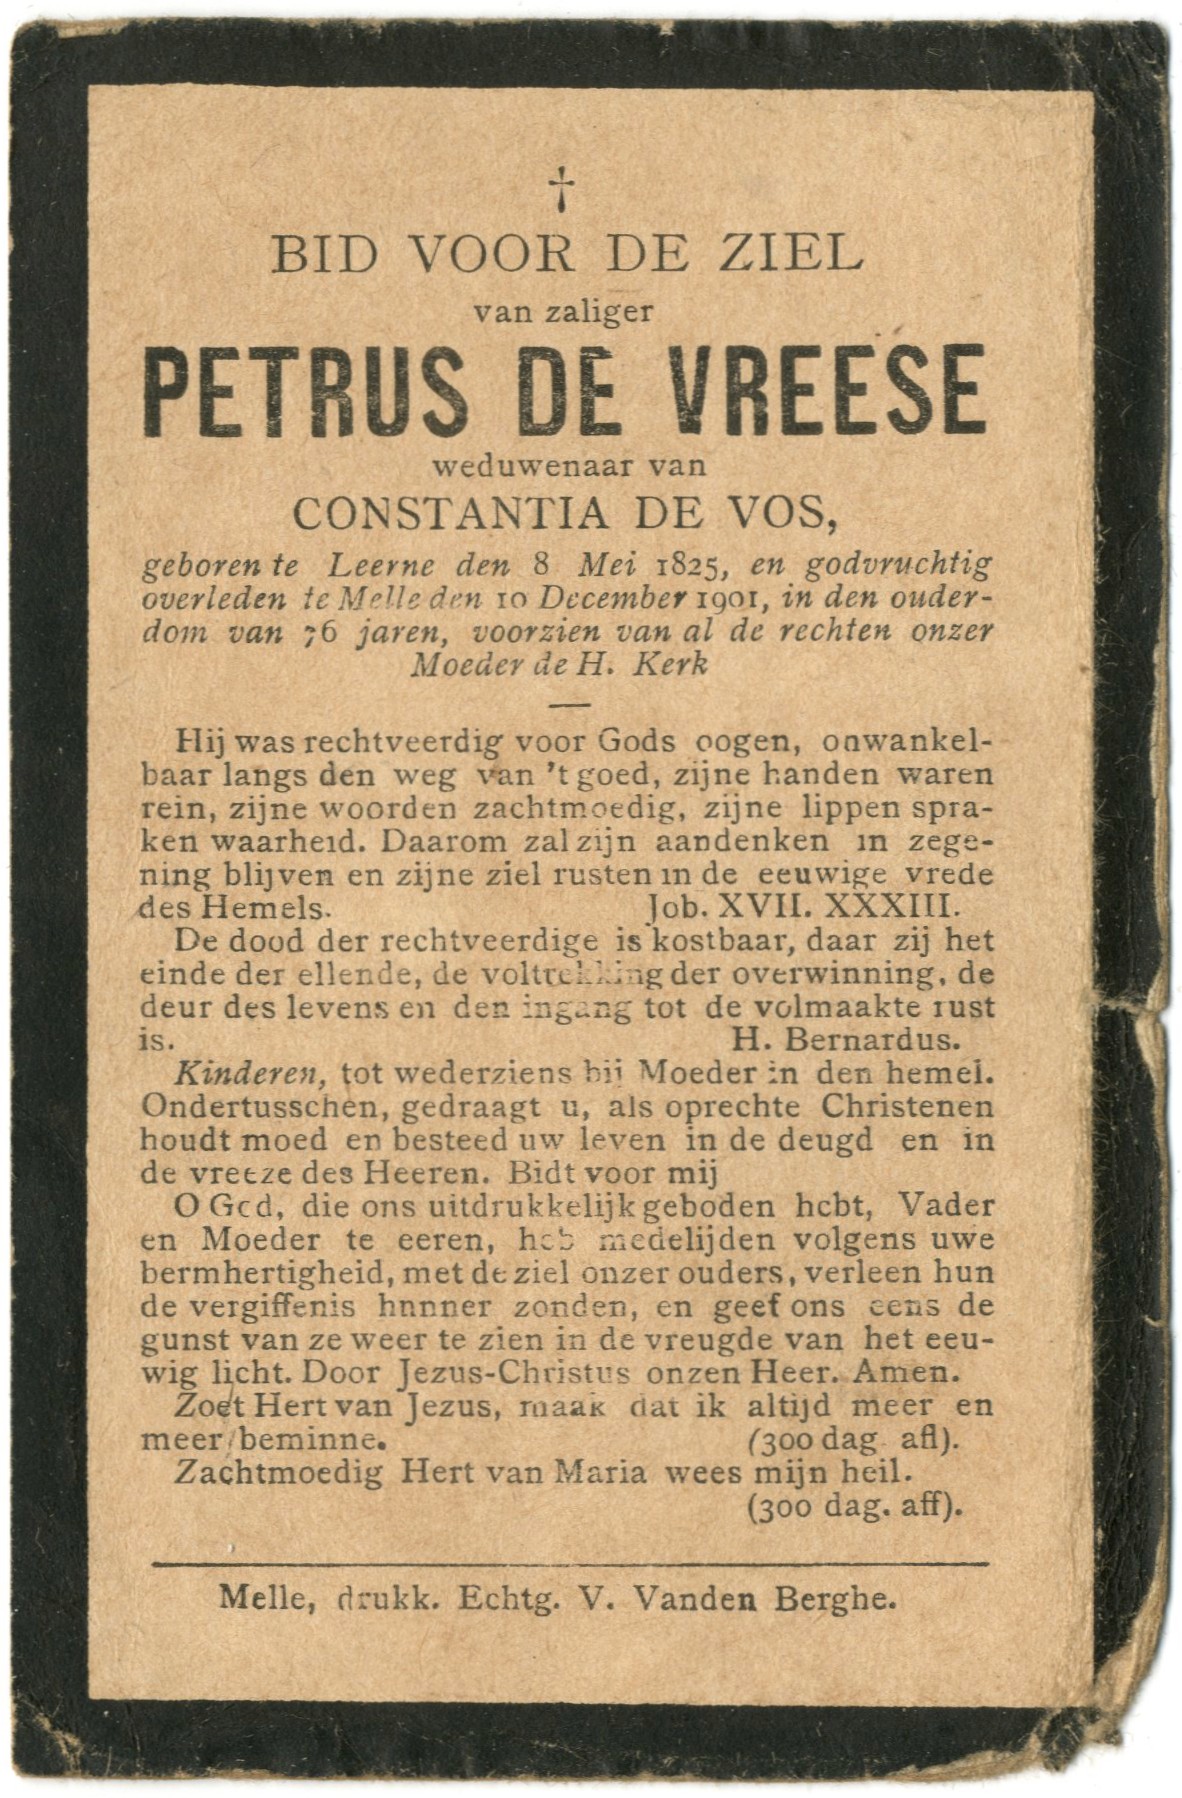 †
BID VOOR DE ZIEL
van zaliger
PETRUS DE VREESE
weduwenaar van
CONSTANTIA DE VOS,
geboren te Leerne den 8 Mei 1825, en godvruchtig
overleden te Melle den 10 December 1901, in den ouder-
dom van 76 jaren, voorzien van al de rechten onzer
Moeder de H. Kerk
Hij was rechtveerdig voor Gods oogen, onwankel-
baar langs den weg van 't goed, zijne handen waren
rein, zijne woorden zachtmoedig, zijne lippen spra-
ken waarheid. Daarom zal zijn aandenken in zege-
ning blijven en zijne ziel rusten in de eeuwige vrede
des Hemels. Job. XVII. XXXIII.
De dood der rechtveerdige is kostbaar, daar zij het
einde der ellende, de voltrekking der overwinning, de
deur des levens en den ingang tot de volmaakte rust
is. H. Bernardus.
Kinderen, tot wederziens bij Moeder in den hemel.
Ondertusschen, gedraagt u, als oprechte Christenen
houdt moed en besteed uw leven in de deugd en in
de vreeze des Heeren. Bidt voor mij
O God, die ons uitdrukkelijk geboden hebt, Vader
en Moeder te eeren, heb medelijden volgens uwe
bermhertigheid, met de ziel onzer ouders, verleen hun
de vergiffenis hnnner zonden, en geef ons eens de
gunst van ze weer te zien in de vreugde van het eeu-
wig licht. Door Jezus-Christus onzen Heer. Amen.
Zoet Hert van Jezus, maak dat ik altijd meer en
meer beminne. (300 dag afl).
Zachtmoedig Hert van Maria wees mijn heil.
(300 dag. aff).
Melle, drukk. Echtg. V. Vanden Berghe.